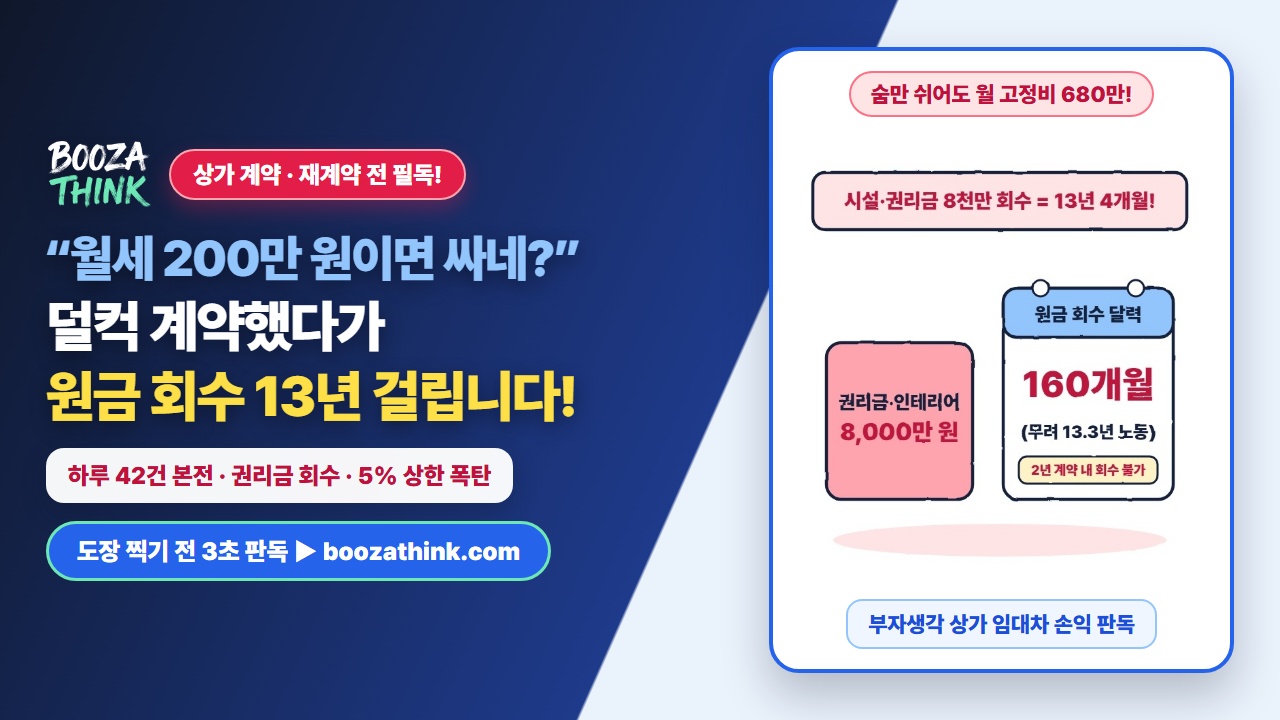 BOOZA
THINK
상가 계약 · 재계약 전 필독!
“월세 200만 원이면 싸네?”
덜컥 계약했다가
원금 회수 13년 걸립니다!
하루 42건 본전 · 권리금 회수 · 5% 상한 폭탄
도장 찍기 전 3초 판독 ▶ boozathink.com
숨만 쉬어도 월 고정비 680만!
시설·권리금 8천만 회수 = 13년 4개월!
권리금·인테리어
8,000만 원
원금 회수 달력
160개월
(무려 13.3년 노동)
2년 계약 내 회수 불가
부자생각 상가 임대차 손익 판독